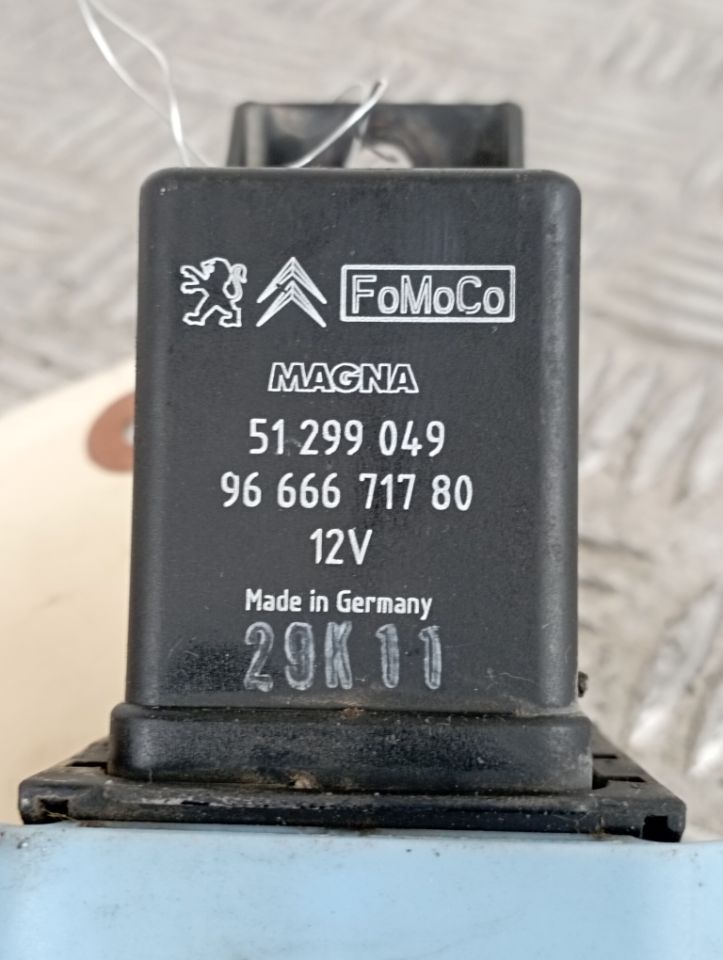 FoMoCo
MAGNA
51 299 049
96 666 717 80
12V
Made in Germany
29K11